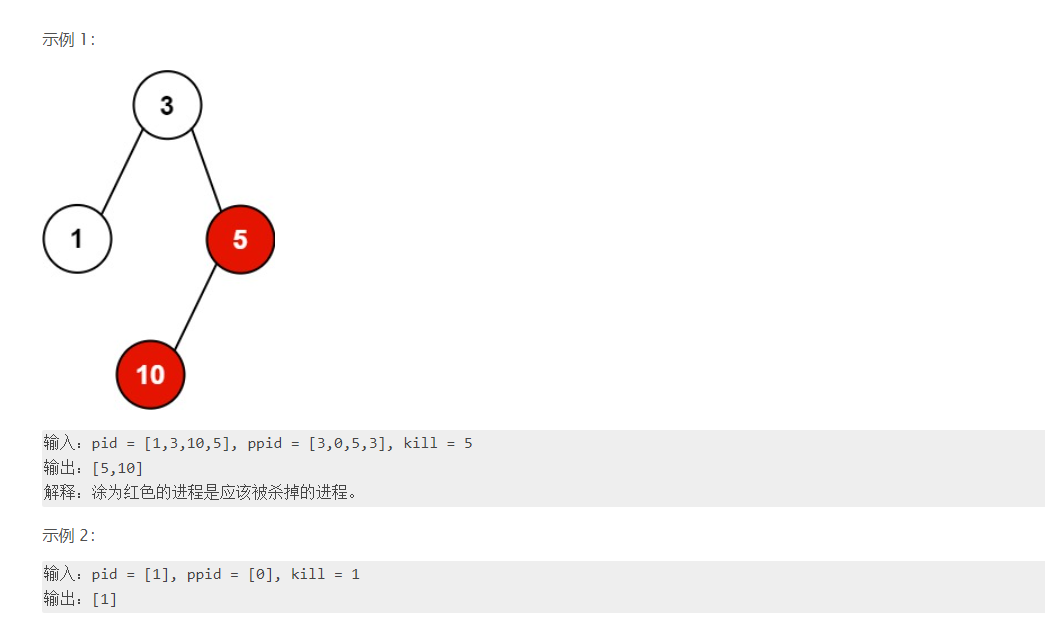 示例 1：
3
1
5
10
输入：pid = [1,3,10,5], ppid = [3,0,5,3], kill = 5
输出：[5,10]
解释：涂为红色的进程是应该被杀掉的进程。
示例 2：
输入：pid = [1], ppid = [0], kill = 1
输出：[1]